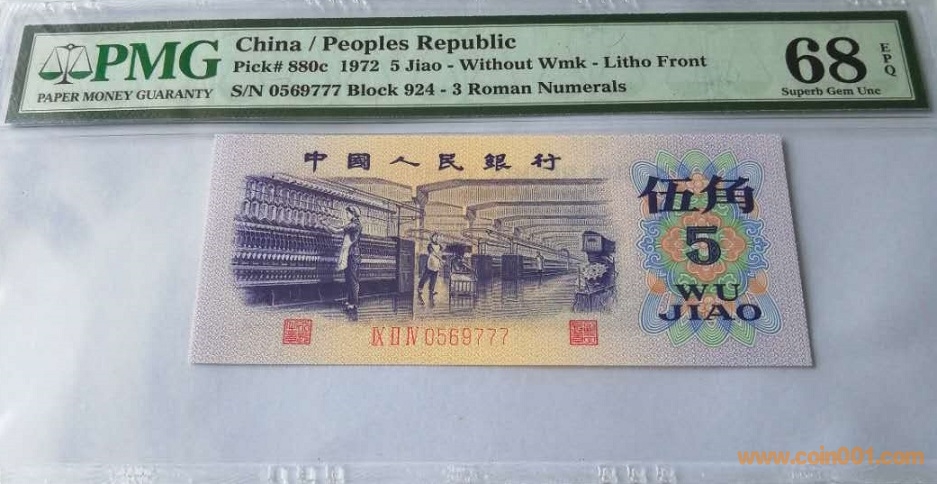 PMG
PAPER MONEY GUARANTY
China / Peoples Republic
Pick# 880c 1972 5 Jiao - Without Wmk - Litho Front
S/N 0569777 Block 924 - 3 Roman Numerals
68 EPQ
Superb Gem Unc
中國人民銀行
伍角
5
WU
JIAO
IX II IV 0569777
www.coin001.com